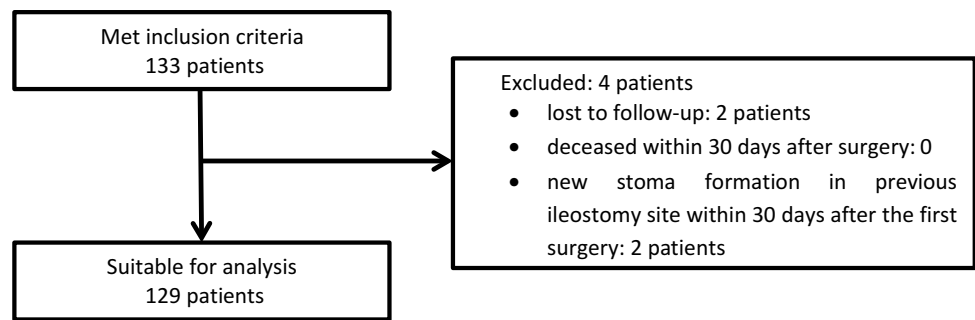 Met inclusion criteria
133 patients
Excluded: 4 patients
• lost to follow-up: 2 patients
• deceased within 30 days after surgery: 0
• new stoma formation in previous
ileostomy site within 30 days after the first
surgery: 2 patients
Suitable for analysis
129 patients